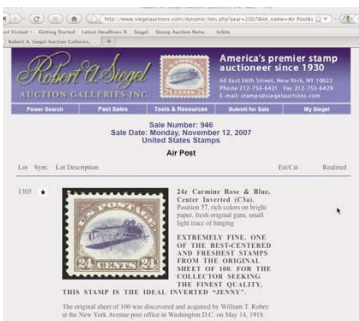 http://www.siegelauctions.com/dynamic/lots.php?year=2007&lot_name=Air Post&s
Getting Started Latest Headlines Siegel Stamp Auction Netw.
Robert A. Siegel Auction Galleries
Robert A Siegel
AUCTION GALLERIES INC.
America's premier stamp
auctioneer since 1930
60 East 56th Street, New York, NY 10022
Phone 212-753-6421 Fax 212-753-6429
E-mail: stamps@siegelauctions.com
Power Search Past Sales Tools & Resources Submit for Sale My Siegel
Sale Number: 946
Sale Date: Monday, November 12, 2007
United States Stamps
Air Post
Lot Sym. Lot Description Est/Cat Realized
1305
U.S. POSTAGE
24 CENTS 24
24c Carmine Rose & Blue,
Center Inverted (C3a).
Position 57, rich colors on bright
paper, fresh original gum, small
light trace of hinging
EXTREMELY FINE. ONE
OF THE BEST-CENTERED
AND FRESHEST STAMPS
FROM THE ORIGINAL
SHEET OF 100. FOR THE
COLLECTOR SEEKING
THE FINEST QUALITY,
THIS STAMP IS THE IDEAL INVERTED "JENNY".
The original sheet of 100 was discovered and acquired by William T. Robey
at the New York Avenue post office in Washington D.C. on May 14, 1918.